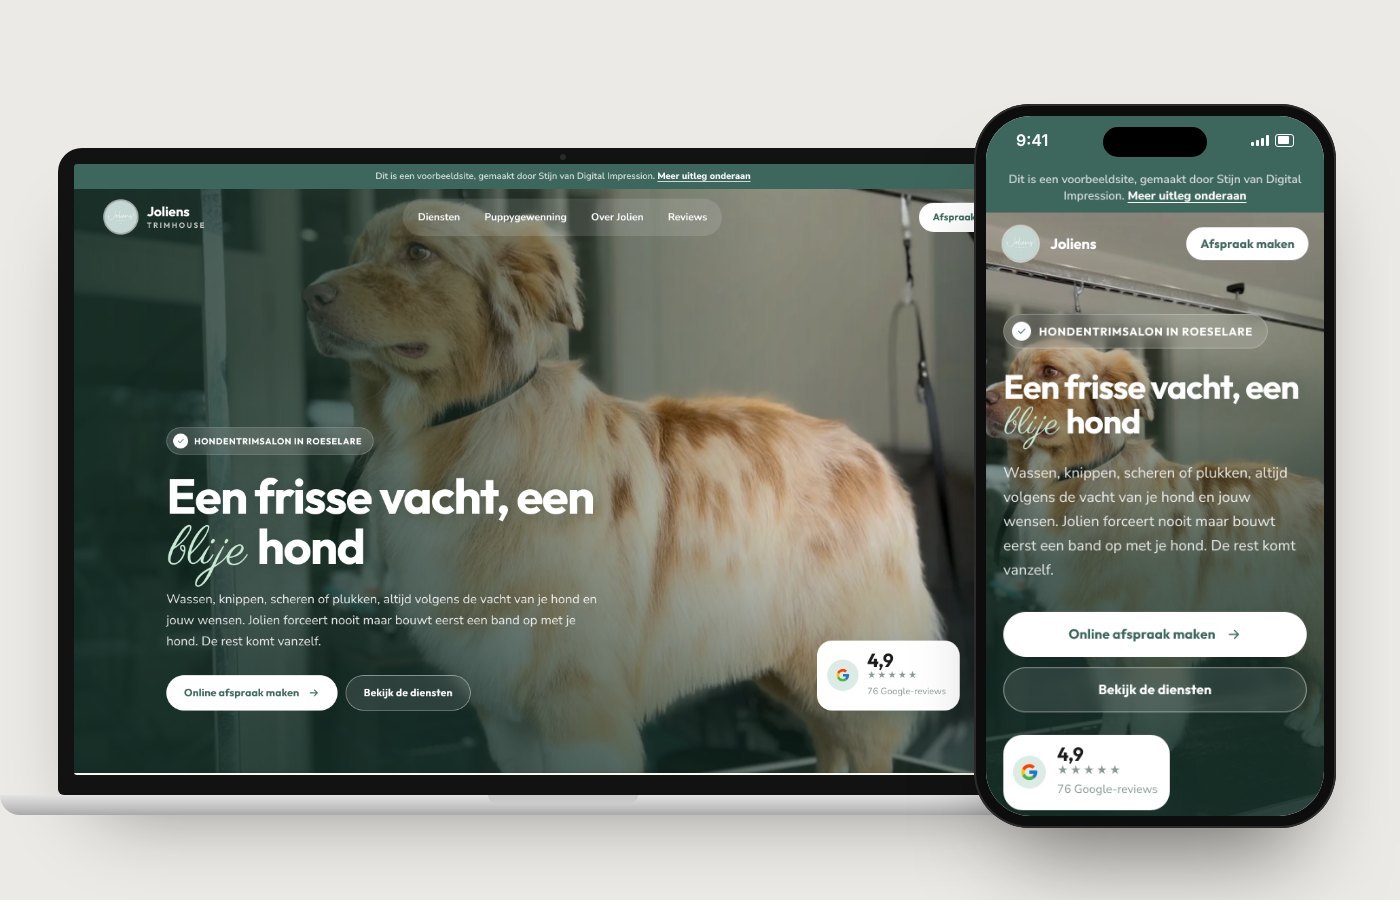 Dit is een voorbeeldsite, gemaakt door Stijn van Digital Impression. Meer uitleg onderaan
Joliens
TRIMHOUSE
Diensten
Puppygewenning
Over Jolien
Reviews
Afspraak
HONDENTRIMSALON IN ROESELARE
Een frisse vacht, een
blije hond
Wassen, knippen, scheren of plukken, altijd volgens de vacht van je hond en
jouw wensen. Jolien forceert nooit maar bouwt eerst een band op met je
hond. De rest komt vanzelf.
Online afspraak maken →
Bekijk de diensten
4,9
★★★★★
76 Google-reviews
9:41
Dit is een voorbeeldsite, gemaakt door Stijn van Digital
Impression. Meer uitleg onderaan
Joliens
Afspraak maken
HONDENTRIMSALON IN ROESELARE
Een frisse vacht, een
blije hond
Wassen, knippen, scheren of plukken, altijd
volgens de vacht van je hond en jouw
wensen. Jolien forceert nooit maar bouwt
eerst een band op met je hond. De rest komt
vanzelf.
Online afspraak maken →
Bekijk de diensten
4,9
★★★★★
76 Google-reviews